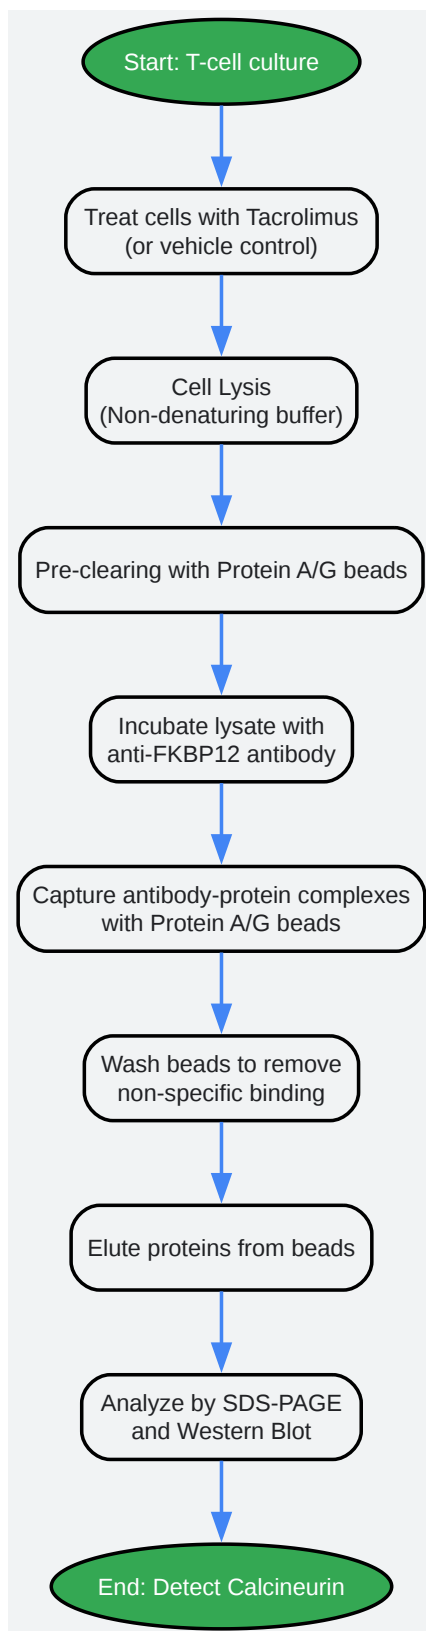 Start: T-cell culture
Treat cells with Tacrolimus
(or vehicle control)
Cell Lysis
(Non-denaturing buffer)
Pre-clearing with Protein A/G beads
Incubate lysate with
anti-FKBP12 antibody
Capture antibody-protein complexes
with Protein A/G beads
Wash beads to remove
non-specific binding
Elute proteins from beads
Analyze by SDS-PAGE
and Western Blot
End: Detect Calcineurin